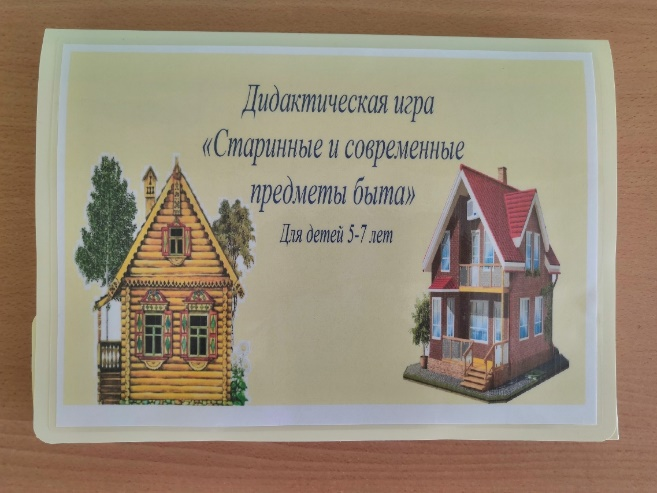 Дидактическая игра
«Старинные и современные
предметы быта»
Для детей 5-7 лет